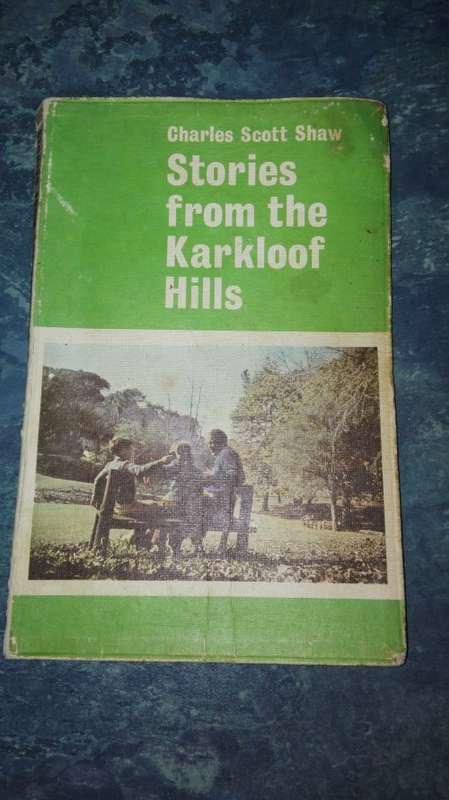 Charles Scott Shaw
Stories
from the
Karkloof
Hills